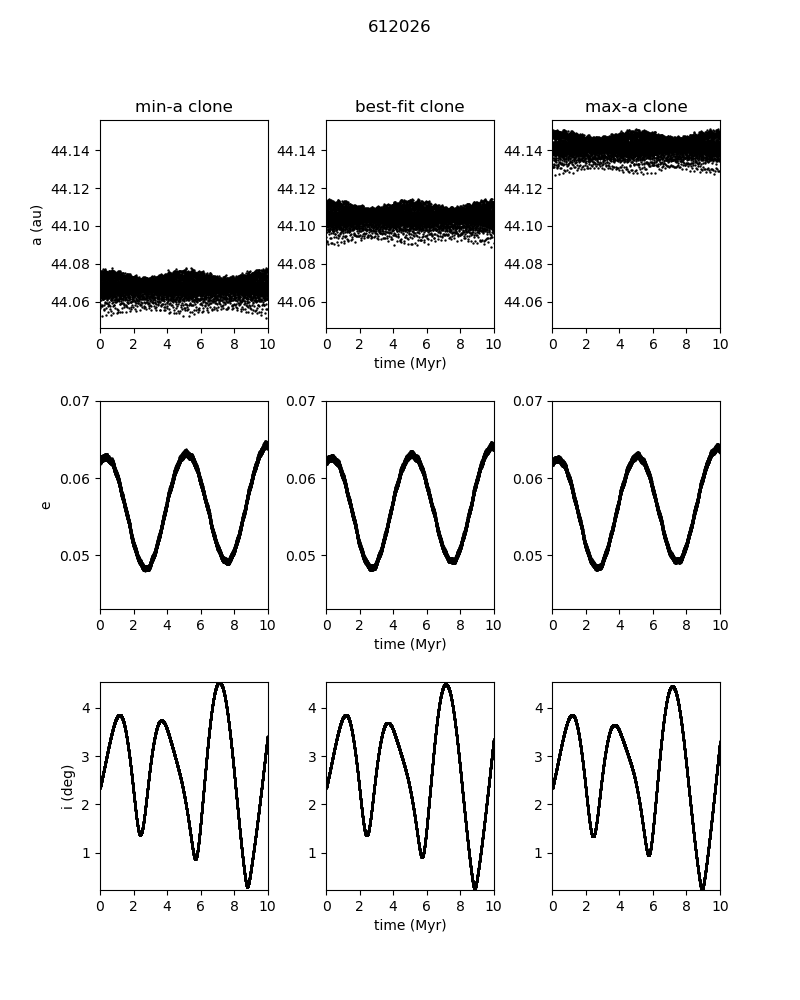 612026
min-a clone best-fit clone max-a clone
44.14 44.14 44.14
44.12 44.12 44.12
44.10 44.10 44.10
44.08 44.08 44.08
44.06 44.06 44.06
a (au)
0 2 4 6 8 10 0 2 4 6 8 10 0 2 4 6 8 10
time (Myr)
0.07 0.07 0.07
0.06 0.06 0.06
0.05 0.05 0.05
e
0 2 4 6 8 10 0 2 4 6 8 10 0 2 4 6 8 10
time (Myr)
4 4 4
3 3 3
2 2 2
1 1 1
i (deg)
0 2 4 6 8 10 0 2 4 6 8 10 0 2 4 6 8 10
time (Myr)